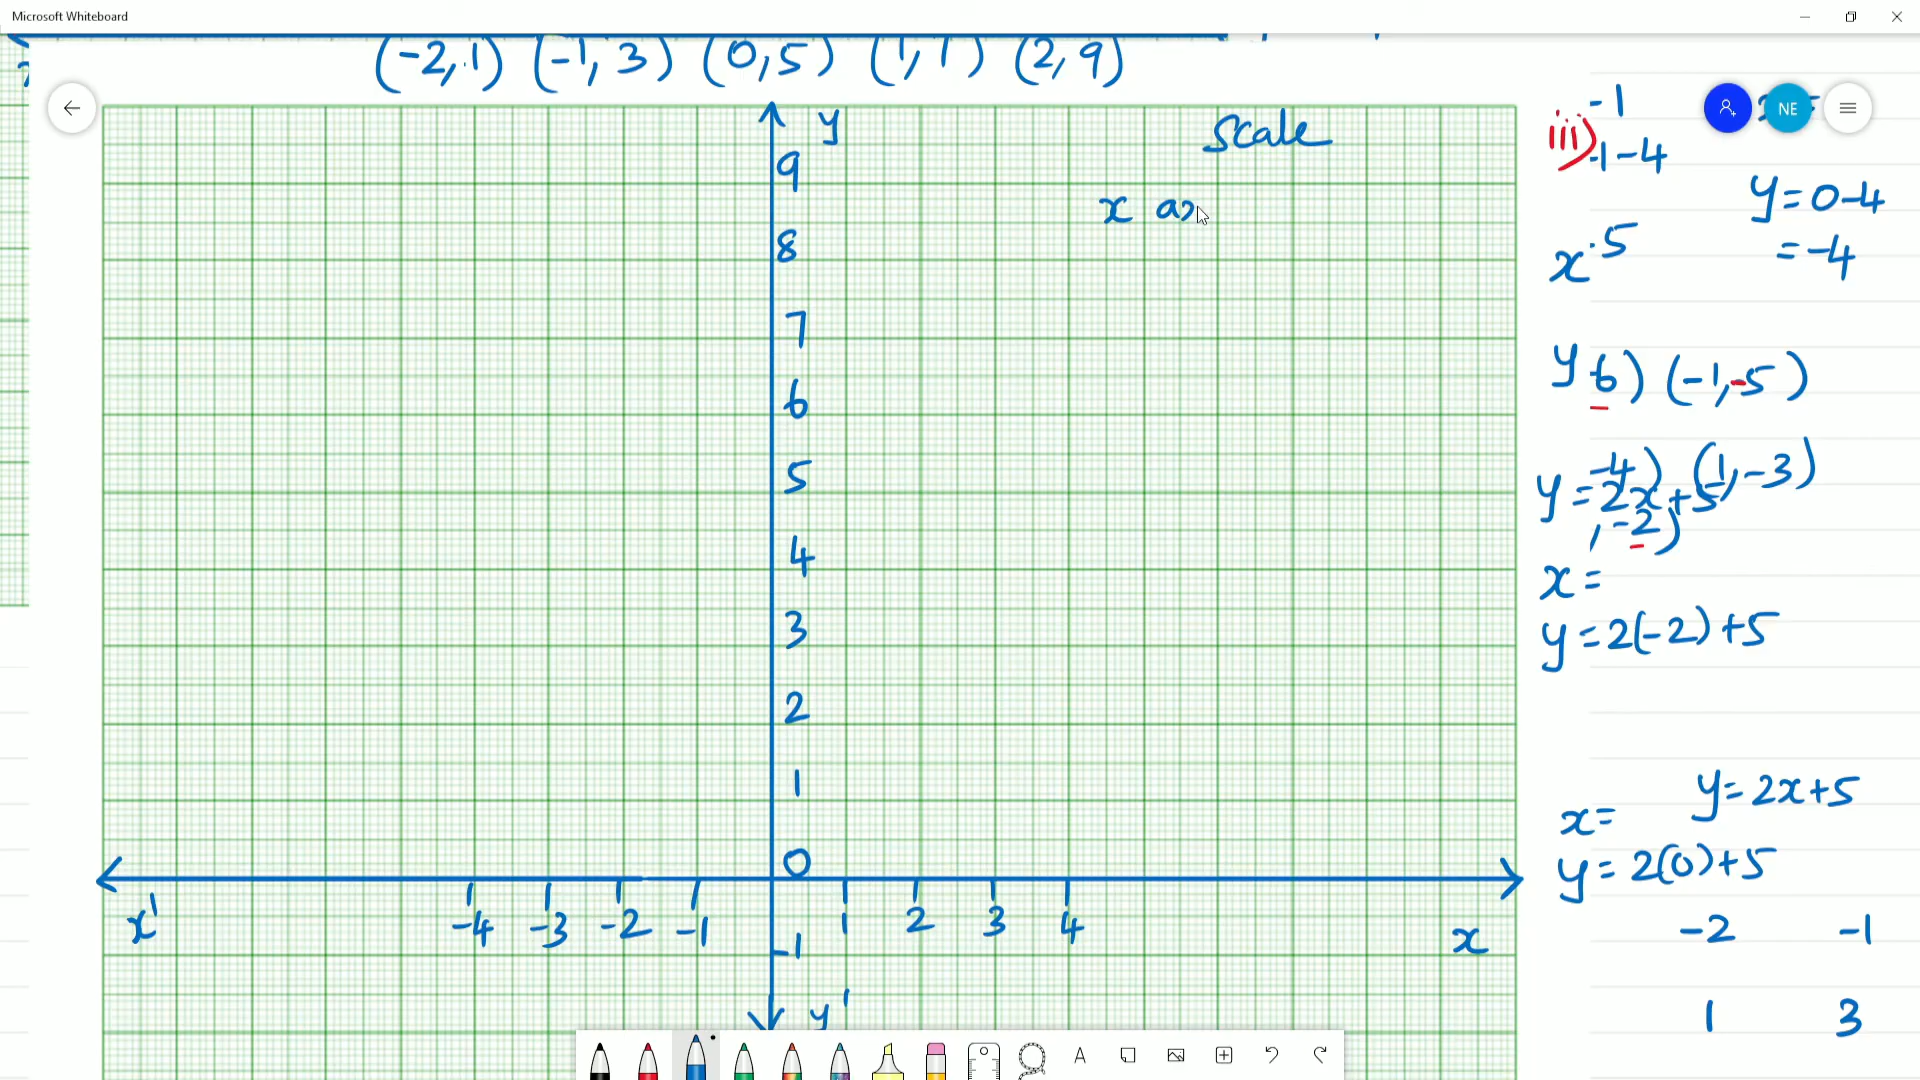 Microsoft Whiteboard
(-2,1) (-1,3) (0,5) (1,7) (2,9)
y
Scale
9
x ax
8
7
6
5
4
3
2
1
0
x' -4 -3 -2 -1 1 2 3 4 x
-1
y'
NE
iii) -1
-1-4
y=0-4
x -5
=-4
y -6) (-1,-5)
-4) (1,-3)
y=2x+5
,-2)
x=
y=2(-2)+5
y=2x+5
x=
y=2(0)+5
-2 -1
1 3
A